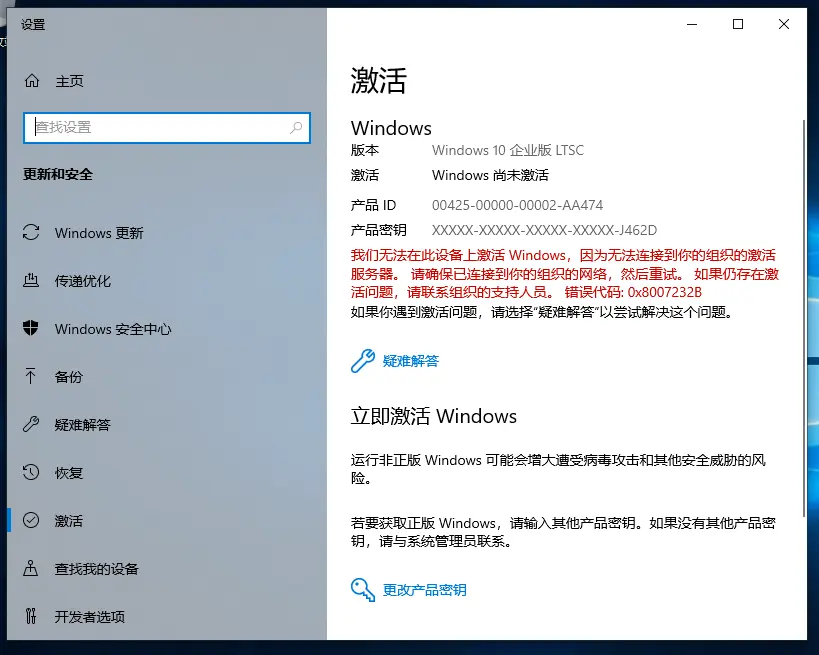 设置
主页
查找设置
更新和安全
Windows 更新
传递优化
Windows 安全中心
备份
疑难解答
恢复
激活
查找我的设备
开发者选项
激活
Windows
版本 Windows 10 企业版 LTSC
激活 Windows 尚未激活
产品 ID 00425-00000-00002-AA474
产品密钥 XXXXX-XXXXX-XXXXX-XXXXX-J462D
我们无法在此设备上激活 Windows，因为无法连接到你的组织的激活
服务器。 请确保已连接到你的组织的网络，然后重试。 如果仍存在激
活问题，请联系组织的支持人员。 错误代码: 0x8007232B
如果你遇到激活问题，请选择“疑难解答”以尝试解决这个问题。
疑难解答
立即激活 Windows
运行非正版 Windows 可能会增大遭受病毒攻击和其他安全威胁的风
险。
若要获取正版 Windows，请输入其他产品密钥。如果没有其他产品密
钥，请与系统管理员联系。
更改产品密钥